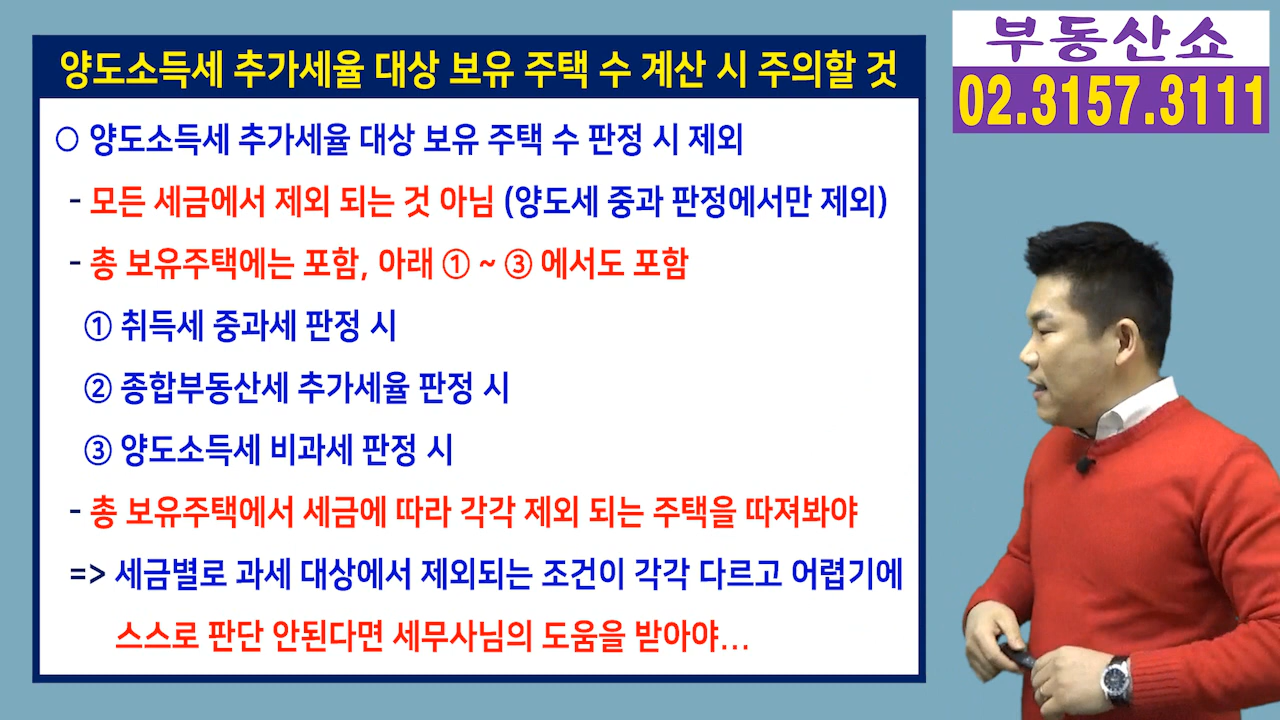 양도소득세 추가세율 대상 보유 주택 수 계산 시 주의할 것
부동산쇼
02.3157.3111
○ 양도소득세 추가세율 대상 보유 주택 수 판정 시 제외
- 모든 세금에서 제외 되는 것 아님 (양도세 중과 판정에서만 제외)
- 총 보유주택에는 포함, 아래 ① ~ ③ 에서도 포함
① 취득세 중과세 판정 시
② 종합부동산세 추가세율 판정 시
③ 양도소득세 비과세 판정 시
- 총 보유주택에서 세금에 따라 각각 제외 되는 주택을 따져봐야
=> 세금별로 과세 대상에서 제외되는 조건이 각각 다르고 어렵기에
스스로 판단 안된다면 세무사님의 도움을 받아야...